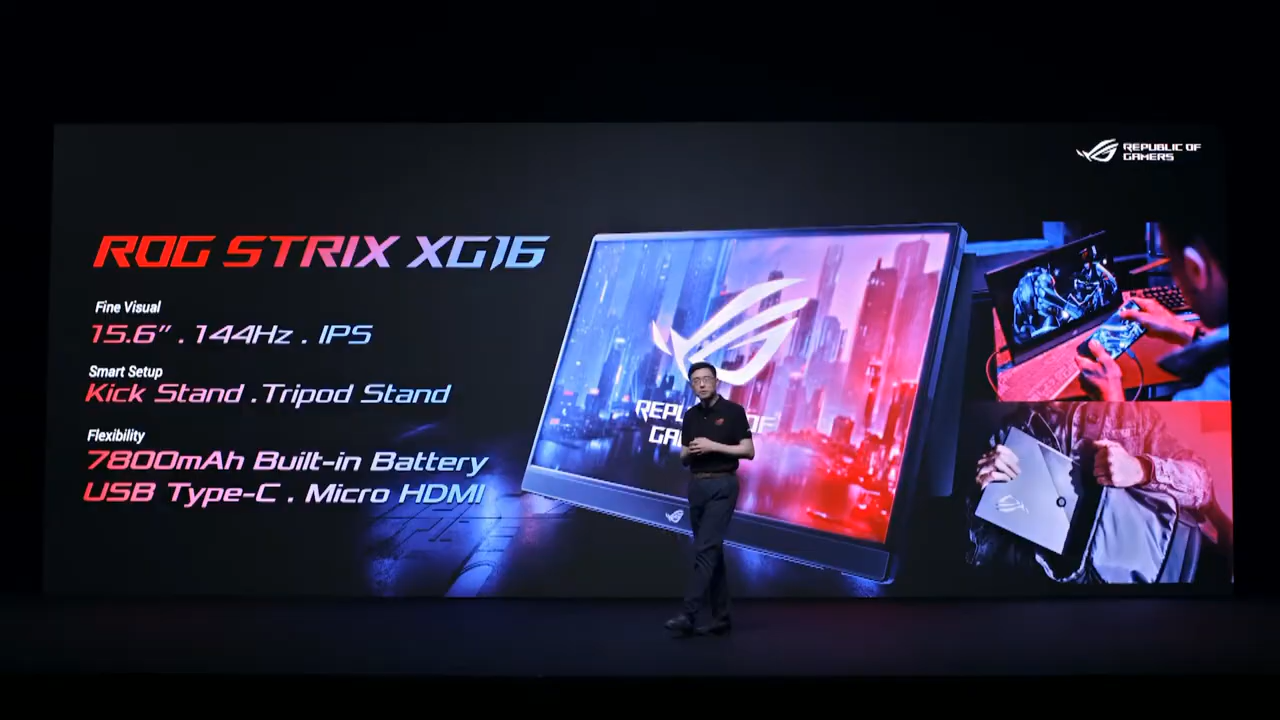 REPUBLIC OF
GAMERS
ROG STRIX XG16
Fine Visual
15.6” . 144Hz . IPS
Smart Setup
Kick Stand . Tripod Stand
Flexibility
7800mAh Built-in Battery
USB Type-C . Micro HDMI